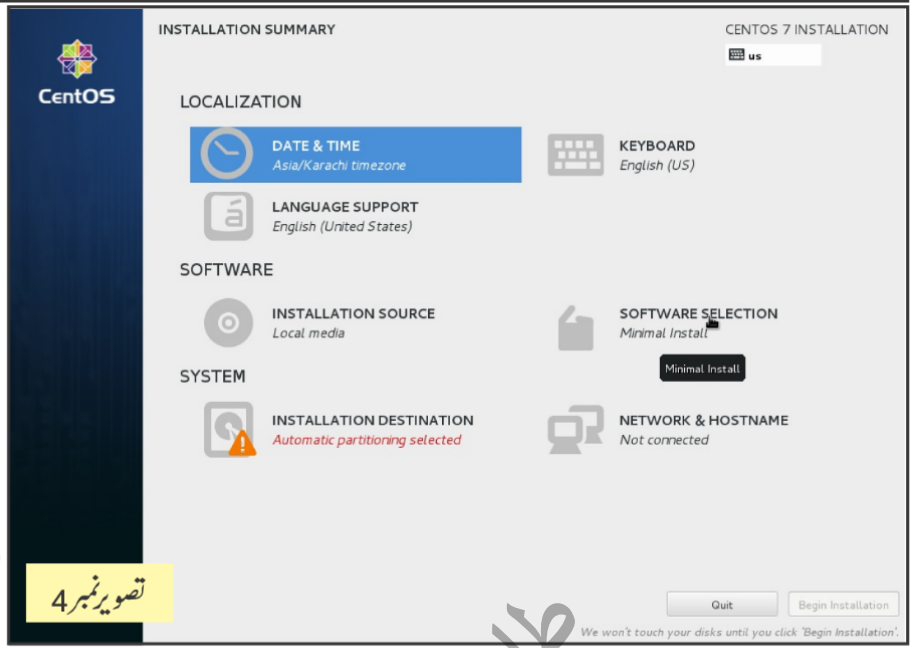 INSTALLATION SUMMARY
CENTOS 7 INSTALLATION
us
CentOS
LOCALIZATION
DATE & TIME
Asia/Karachi timezone
KEYBOARD
English (US)
LANGUAGE SUPPORT
English (United States)
SOFTWARE
INSTALLATION SOURCE
Local media
SOFTWARE SELECTION
Minimal Install
Minimal Install
SYSTEM
INSTALLATION DESTINATION
Automatic partitioning selected
NETWORK & HOSTNAME
Not connected
تصویر نمبر 4
Quit
Begin Installation
We won't touch your disks until you click 'Begin Installation'.